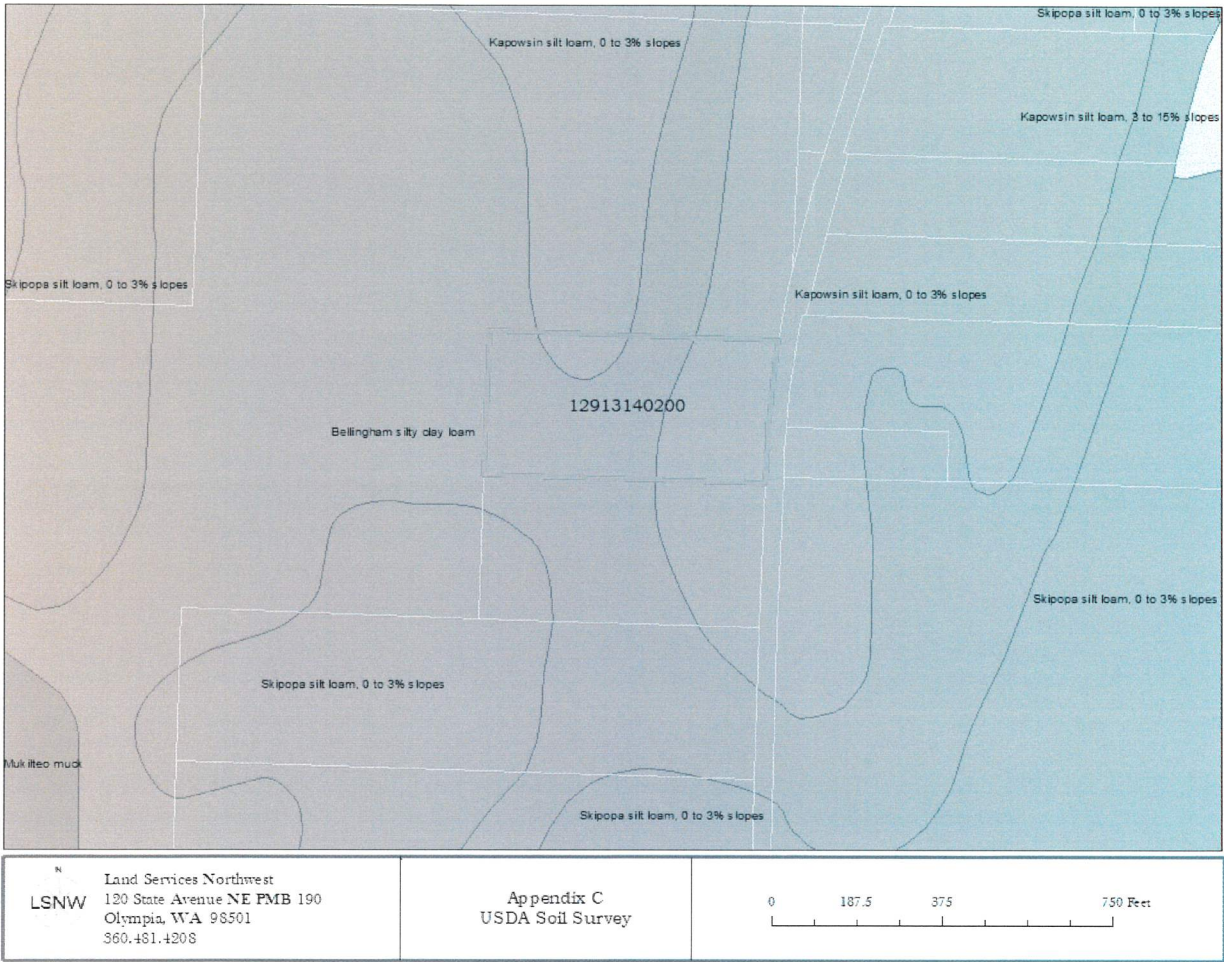 Skipopa silt loam, 0 to 3% slopes
Kapowsin silt loam, 0 to 3% slopes
Kapowsin silt loam, 3 to 15% slopes
Skipopa silt loam, 0 to 3% slopes
Kapowsin silt loam, 0 to 3% slopes
12913140200
Bellingham silty clay loam
Skipopa silt loam, 0 to 3% slopes
Skipopa silt loam, 0 to 3% slopes
Mukilteo muck
Skipopa silt loam, 0 to 3% slopes
N
LSNW
Land Services Northwest
120 State Avenue NE PMB 190
Olympia, WA 98501
360.481.4208
Appendix C
USDA Soil Survey
0 187.5 375 750 Feet